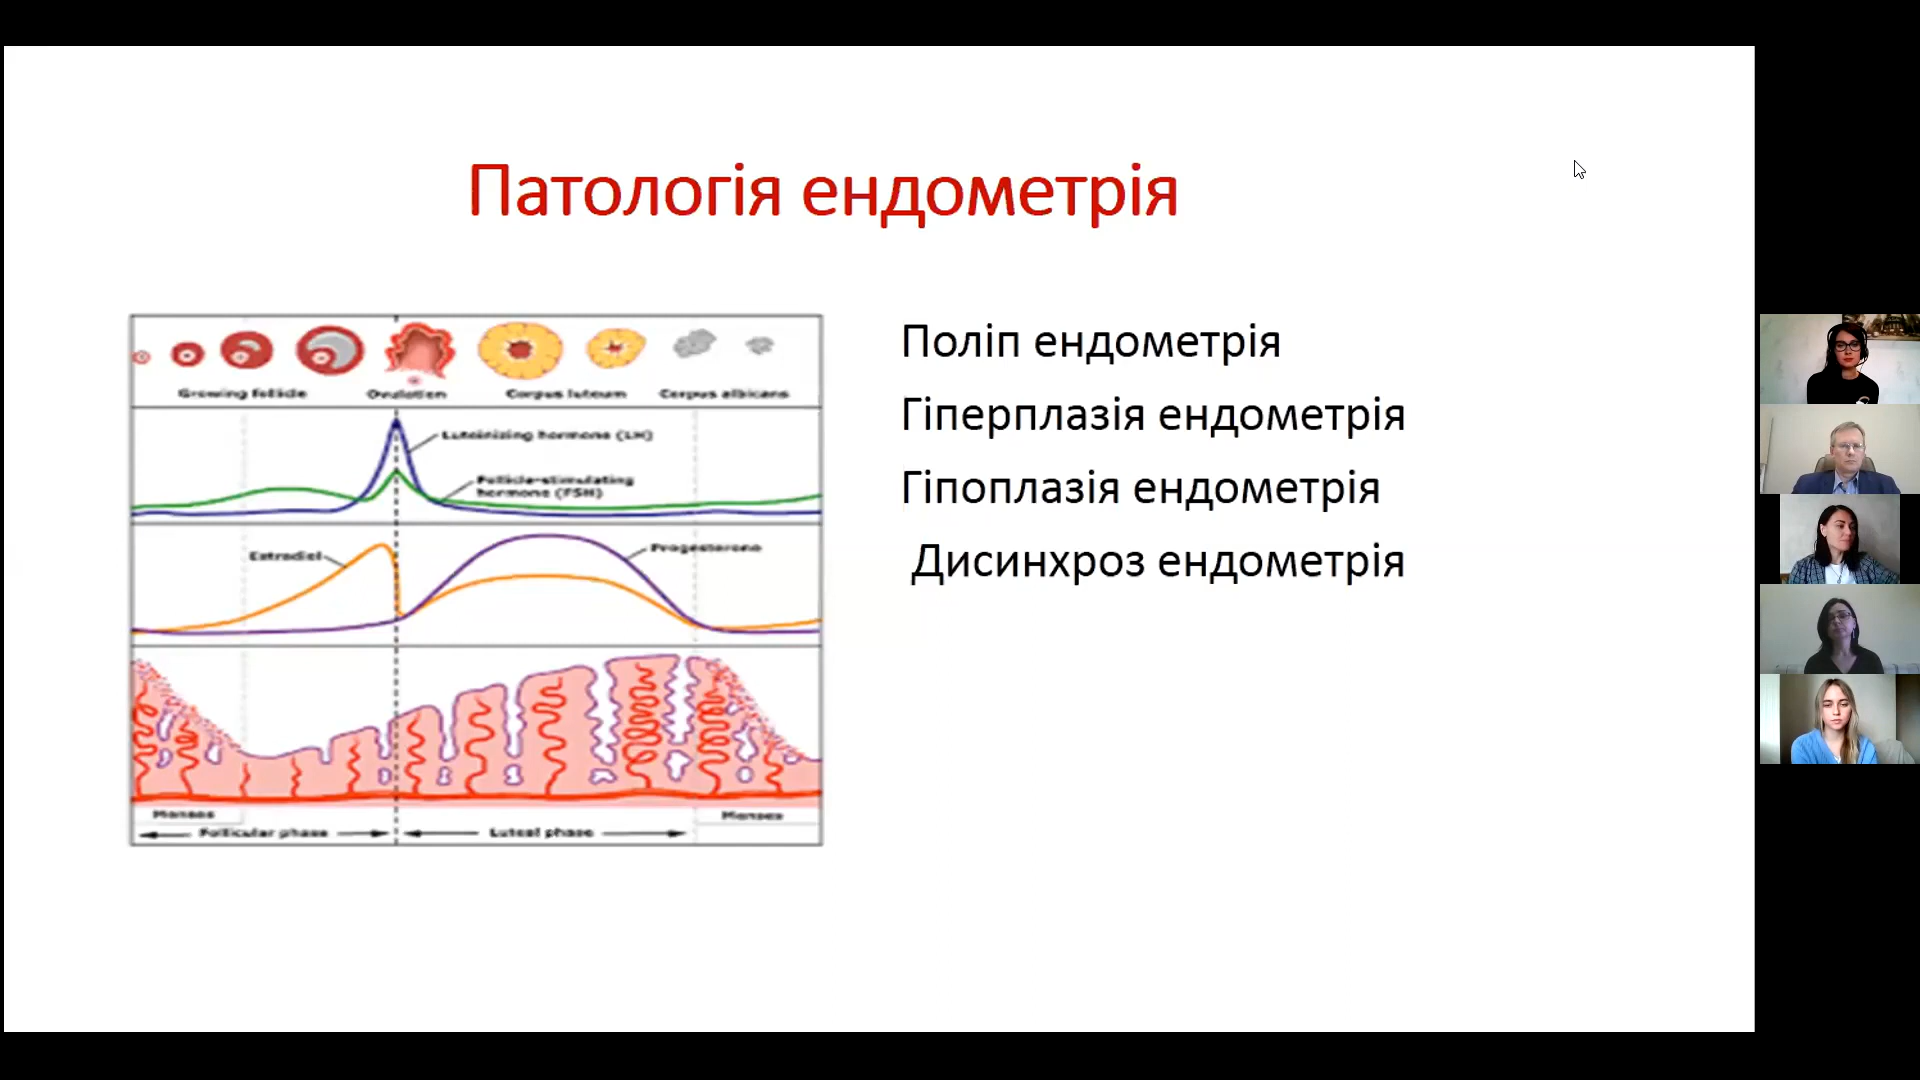 Патологія ендометрія
Growing follicle
Ovulation
Corpus luteum
Corpus albicans
Luteinizing hormone (LH)
Follicle-stimulating
hormone (FSH)
Estradiol
Progesterone
Menses
Menses
Follicular phase
Luteal phase
Поліп ендометрія
Гіперплазія ендометрія
Гіпоплазія ендометрія
Дисинхроз ендометрія